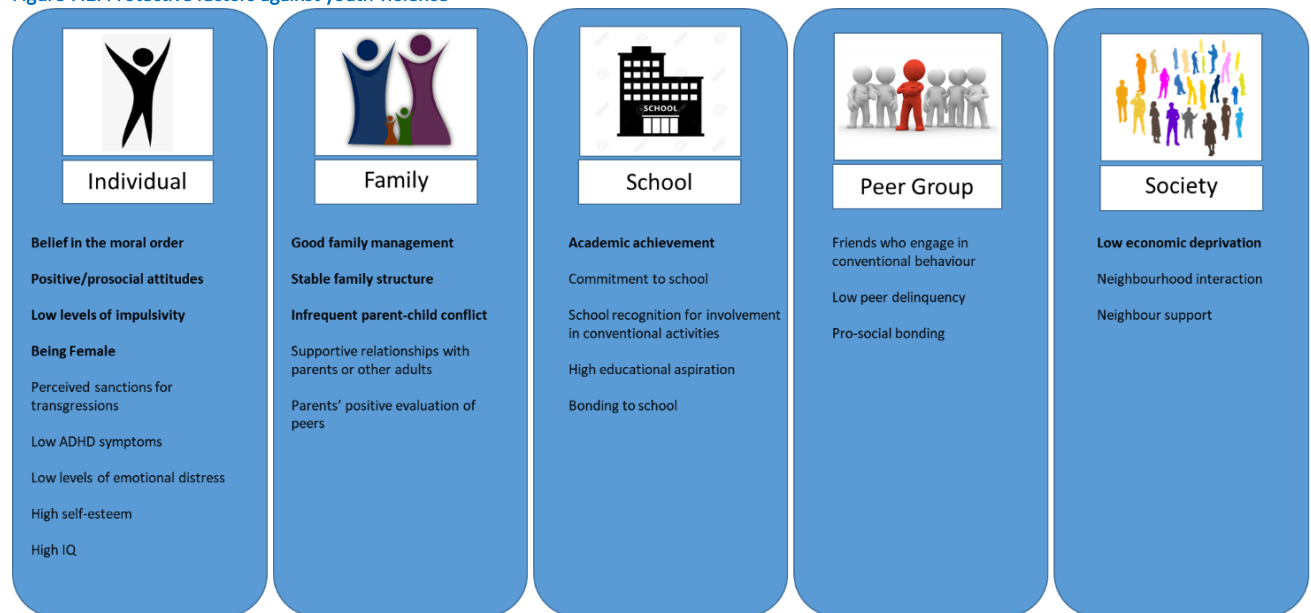 SCHOOL
Individual
Family
School
Peer Group
Society
Belief in the moral order
Positive/prosocial attitudes
Low levels of impulsivity
Being Female
Perceived sanctions for
transgressions
Low ADHD symptoms
Low levels of emotional distress
High self-esteem
High IQ
Good family management
Stable family structure
Infrequent parent-child conflict
Supportive relationships with
parents or other adults
Parents’ positive evaluation of
peers
Academic achievement
Commitment to school
School recognition for involvement
in conventional activities
High educational aspiration
Bonding to school
Friends who engage in
conventional behaviour
Low peer delinquency
Pro-social bonding
Low economic deprivation
Neighbourhood interaction
Neighbour support